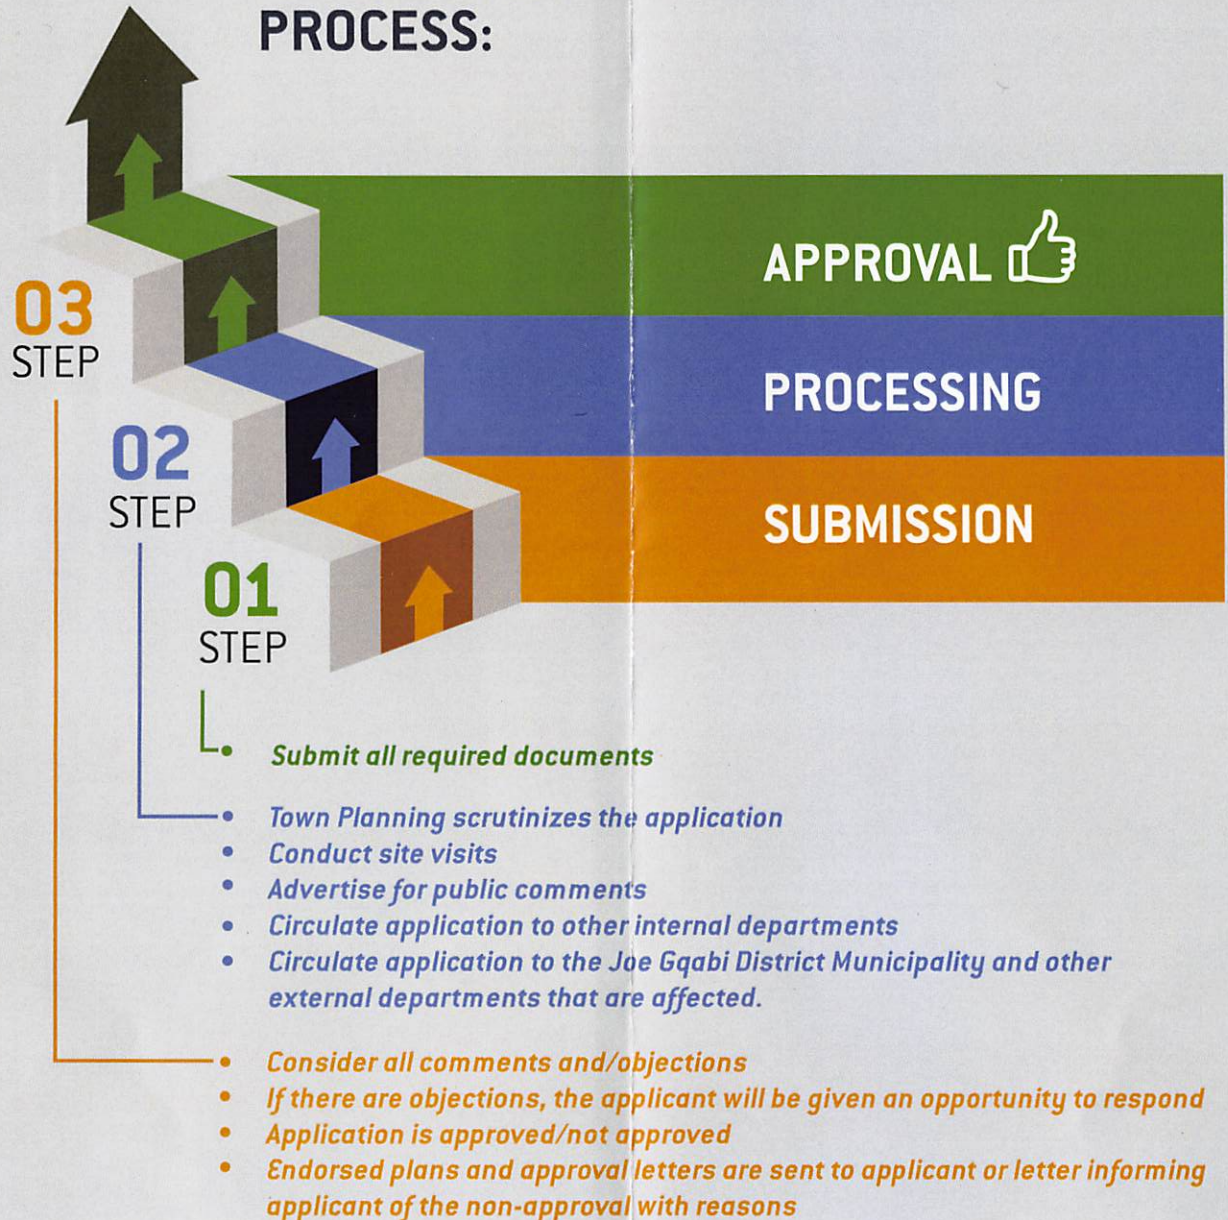 PROCESS:
APPROVAL
03
STEP
PROCESSING
02
STEP
SUBMISSION
01
STEP
• Submit all required documents
• Town Planning scrutinizes the application
• Conduct site visits
• Advertise for public comments
• Circulate application to other internal departments
• Circulate application to the Joe Gqabi District Municipality and other
external departments that are affected.
• Consider all comments and/objections
• If there are objections, the applicant will be given an opportunity to respond
• Application is approved/not approved
• Endorsed plans and approval letters are sent to applicant or letter informing
applicant of the non-approval with reasons